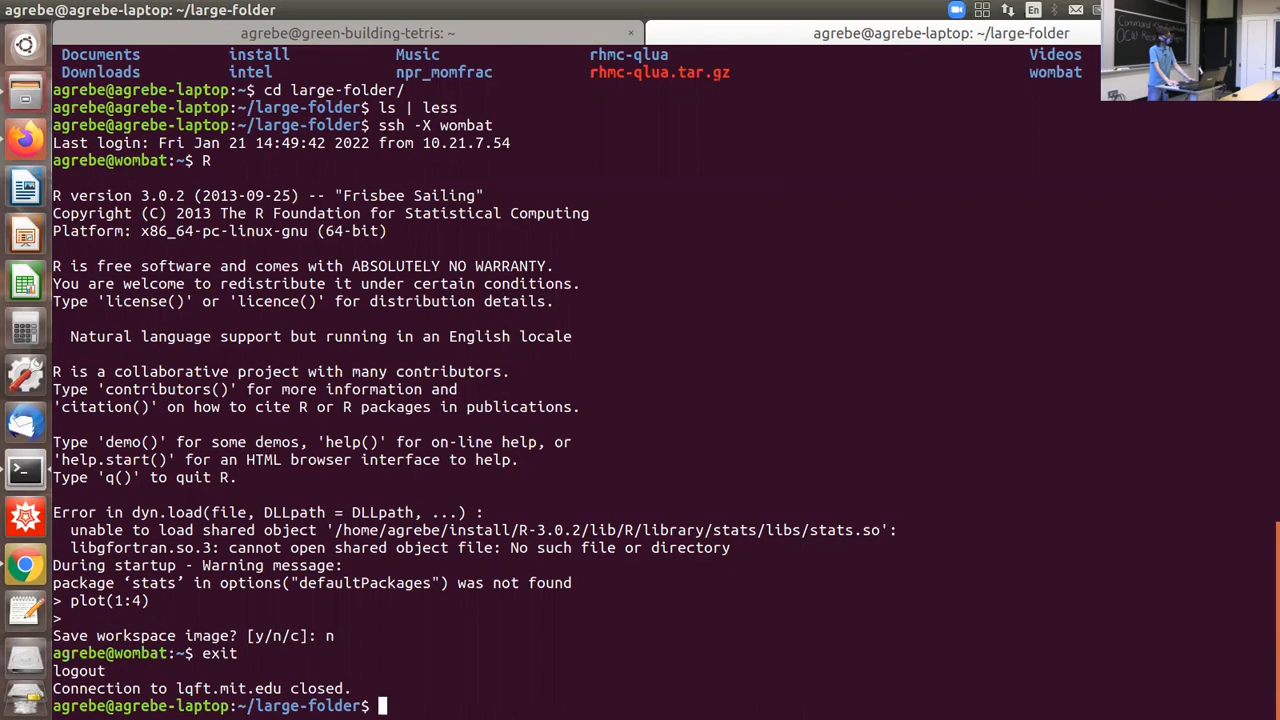 agrebe@agrebe-laptop: ~/large-folder
En
agrebe@green-building-tetris: ~ ×
agrebe@agrebe-laptop: ~/large-folder
Documents install Music rhmc-qlua Videos
Downloads intel npr_momfrac rhmc-qlua.tar.gz wombat
agrebe@agrebe-laptop:~$ cd large-folder/
agrebe@agrebe-laptop:~/large-folder$ ls | less
agrebe@agrebe-laptop:~/large-folder$ ssh -X wombat
Last login: Fri Jan 21 14:49:42 2022 from 10.21.7.54
agrebe@wombat:~$ R
R version 3.0.2 (2013-09-25) -- "Frisbee Sailing"
Copyright (C) 2013 The R Foundation for Statistical Computing
Platform: x86_64-pc-linux-gnu (64-bit)
R is free software and comes with ABSOLUTELY NO WARRANTY.
You are welcome to redistribute it under certain conditions.
Type 'license()' or 'licence()' for distribution details.
Natural language support but running in an English locale
R is a collaborative project with many contributors.
Type 'contributors()' for more information and
'citation()' on how to cite R or R packages in publications.
Type 'demo()' for some demos, 'help()' for on-line help, or
'help.start()' for an HTML browser interface to help.
Type 'q()' to quit R.
Error in dyn.load(file, DLLpath = DLLpath, ...) :
unable to load shared object '/home/agrebe/install/R-3.0.2/lib/R/library/stats/libs/stats.so':
libgfortran.so.3: cannot open shared object file: No such file or directory
During startup - Warning message:
package ‘stats’ in options("defaultPackages") was not found
> plot(1:4)
>
Save workspace image? [y/n/c]: n
agrebe@wombat:~$ exit
logout
Connection to lqft.mit.edu closed.
agrebe@agrebe-laptop:~/large-folder$